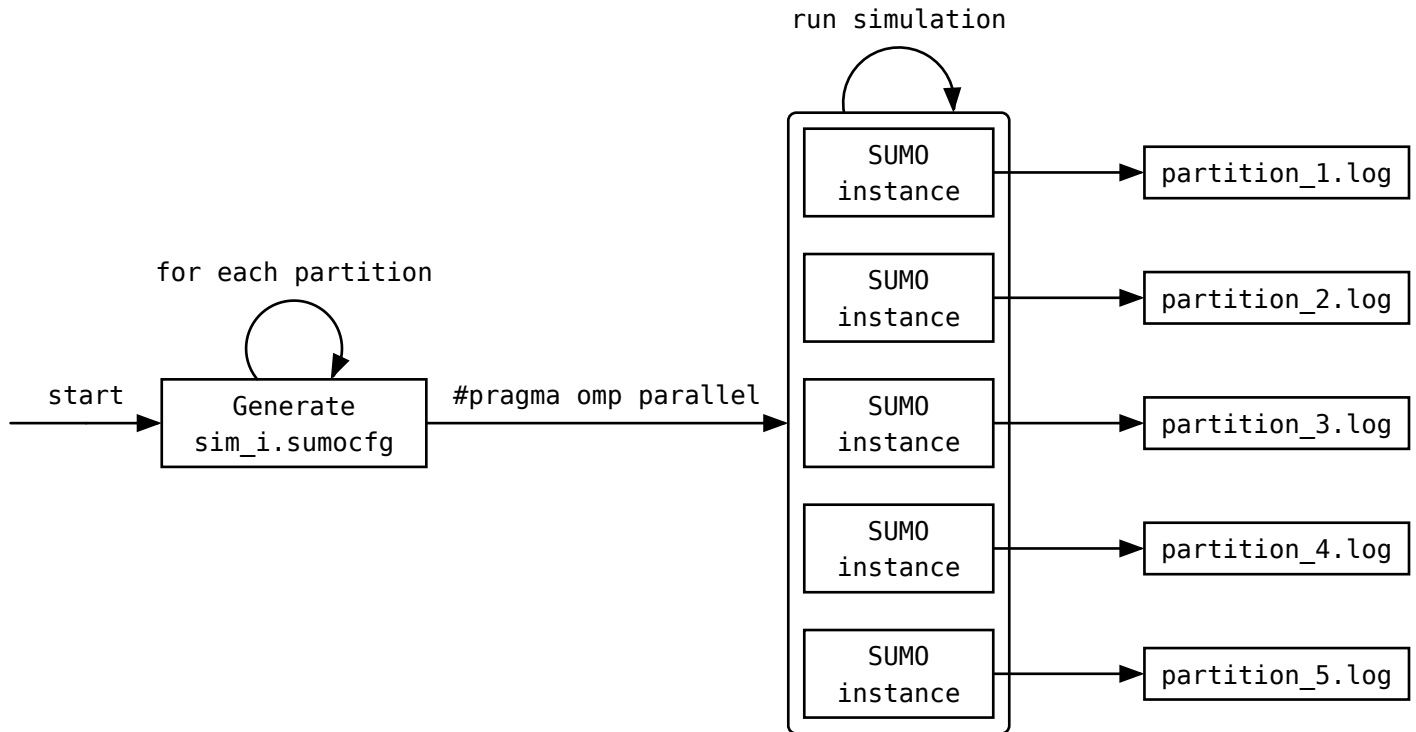 run simulation
SUMO
instance
partition_1.log
for each partition
SUMO
instance
partition_2.log
start
Generate
sim_i.sumocfg
#pragma omp parallel
SUMO
instance
partition_3.log
SUMO
instance
partition_4.log
SUMO
instance
partition_5.log